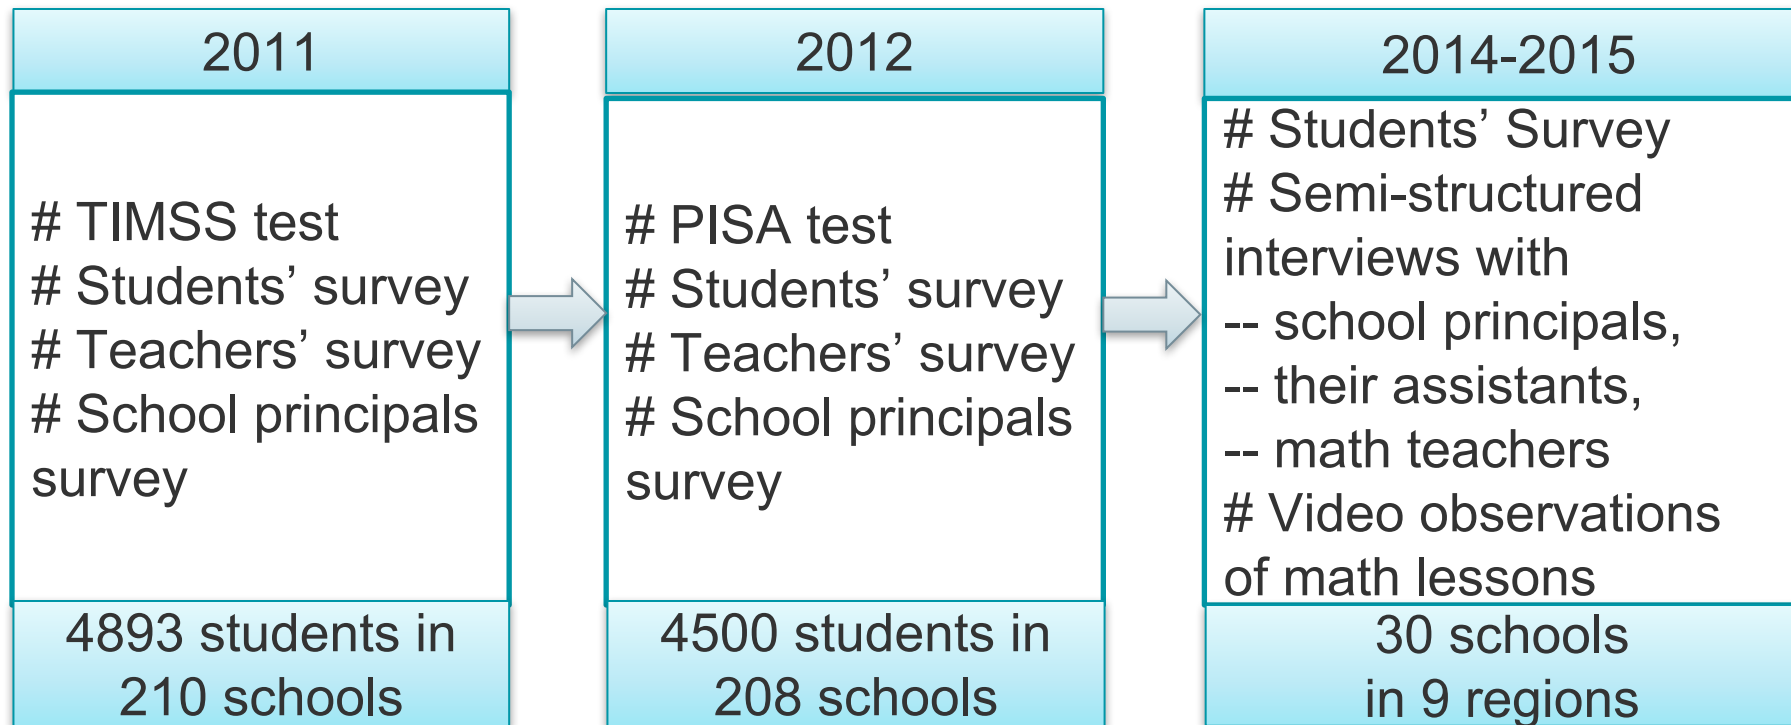 2011
# TIMSS test
# Students’ survey
# Teachers’ survey
# School principals
survey
4893 students in
210 schools
2012
# PISA test
# Students’ survey
# Teachers’ survey
# School principals
survey
4500 students in
208 schools
2014-2015
# Students’ Survey
# Semi-structured
interviews with
-- school principals,
-- their assistants,
-- math teachers
# Video observations
of math lessons
30 schools
in 9 regions